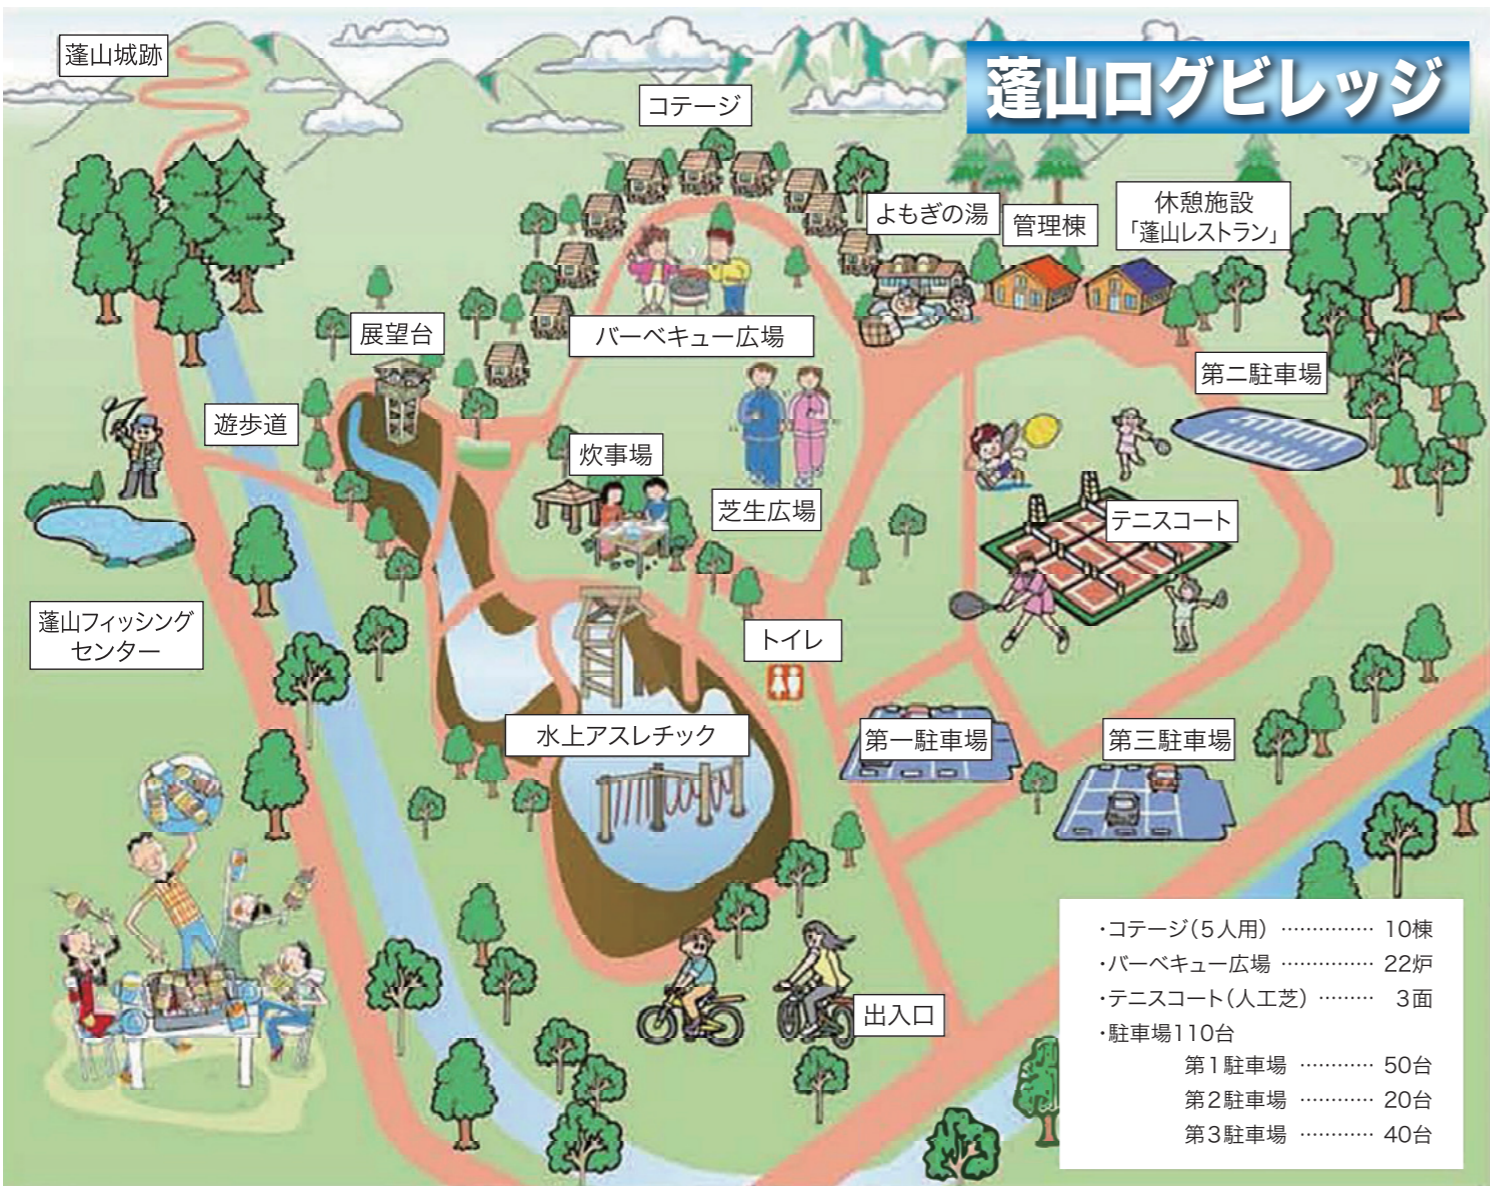 蓬山ログビレッジ
蓬山城跡
コテージ
よもぎの湯
管理棟
休憩施設
「蓬山レストラン」
展望台
バーベキュー広場
第二駐車場
遊歩道
炊事場
芝生広場
テニスコート
蓬山フィッシング
センター
トイレ
水上アスレチック
第一駐車場
第三駐車場
出入口
・コテージ（5人用） …………… 10棟
・バーベキュー広場 …………… 22炉
・テニスコート（人工芝） ……… 3面
・駐車場110台
第1駐車場 ………… 50台
第2駐車場 ………… 20台
第3駐車場 ………… 40台